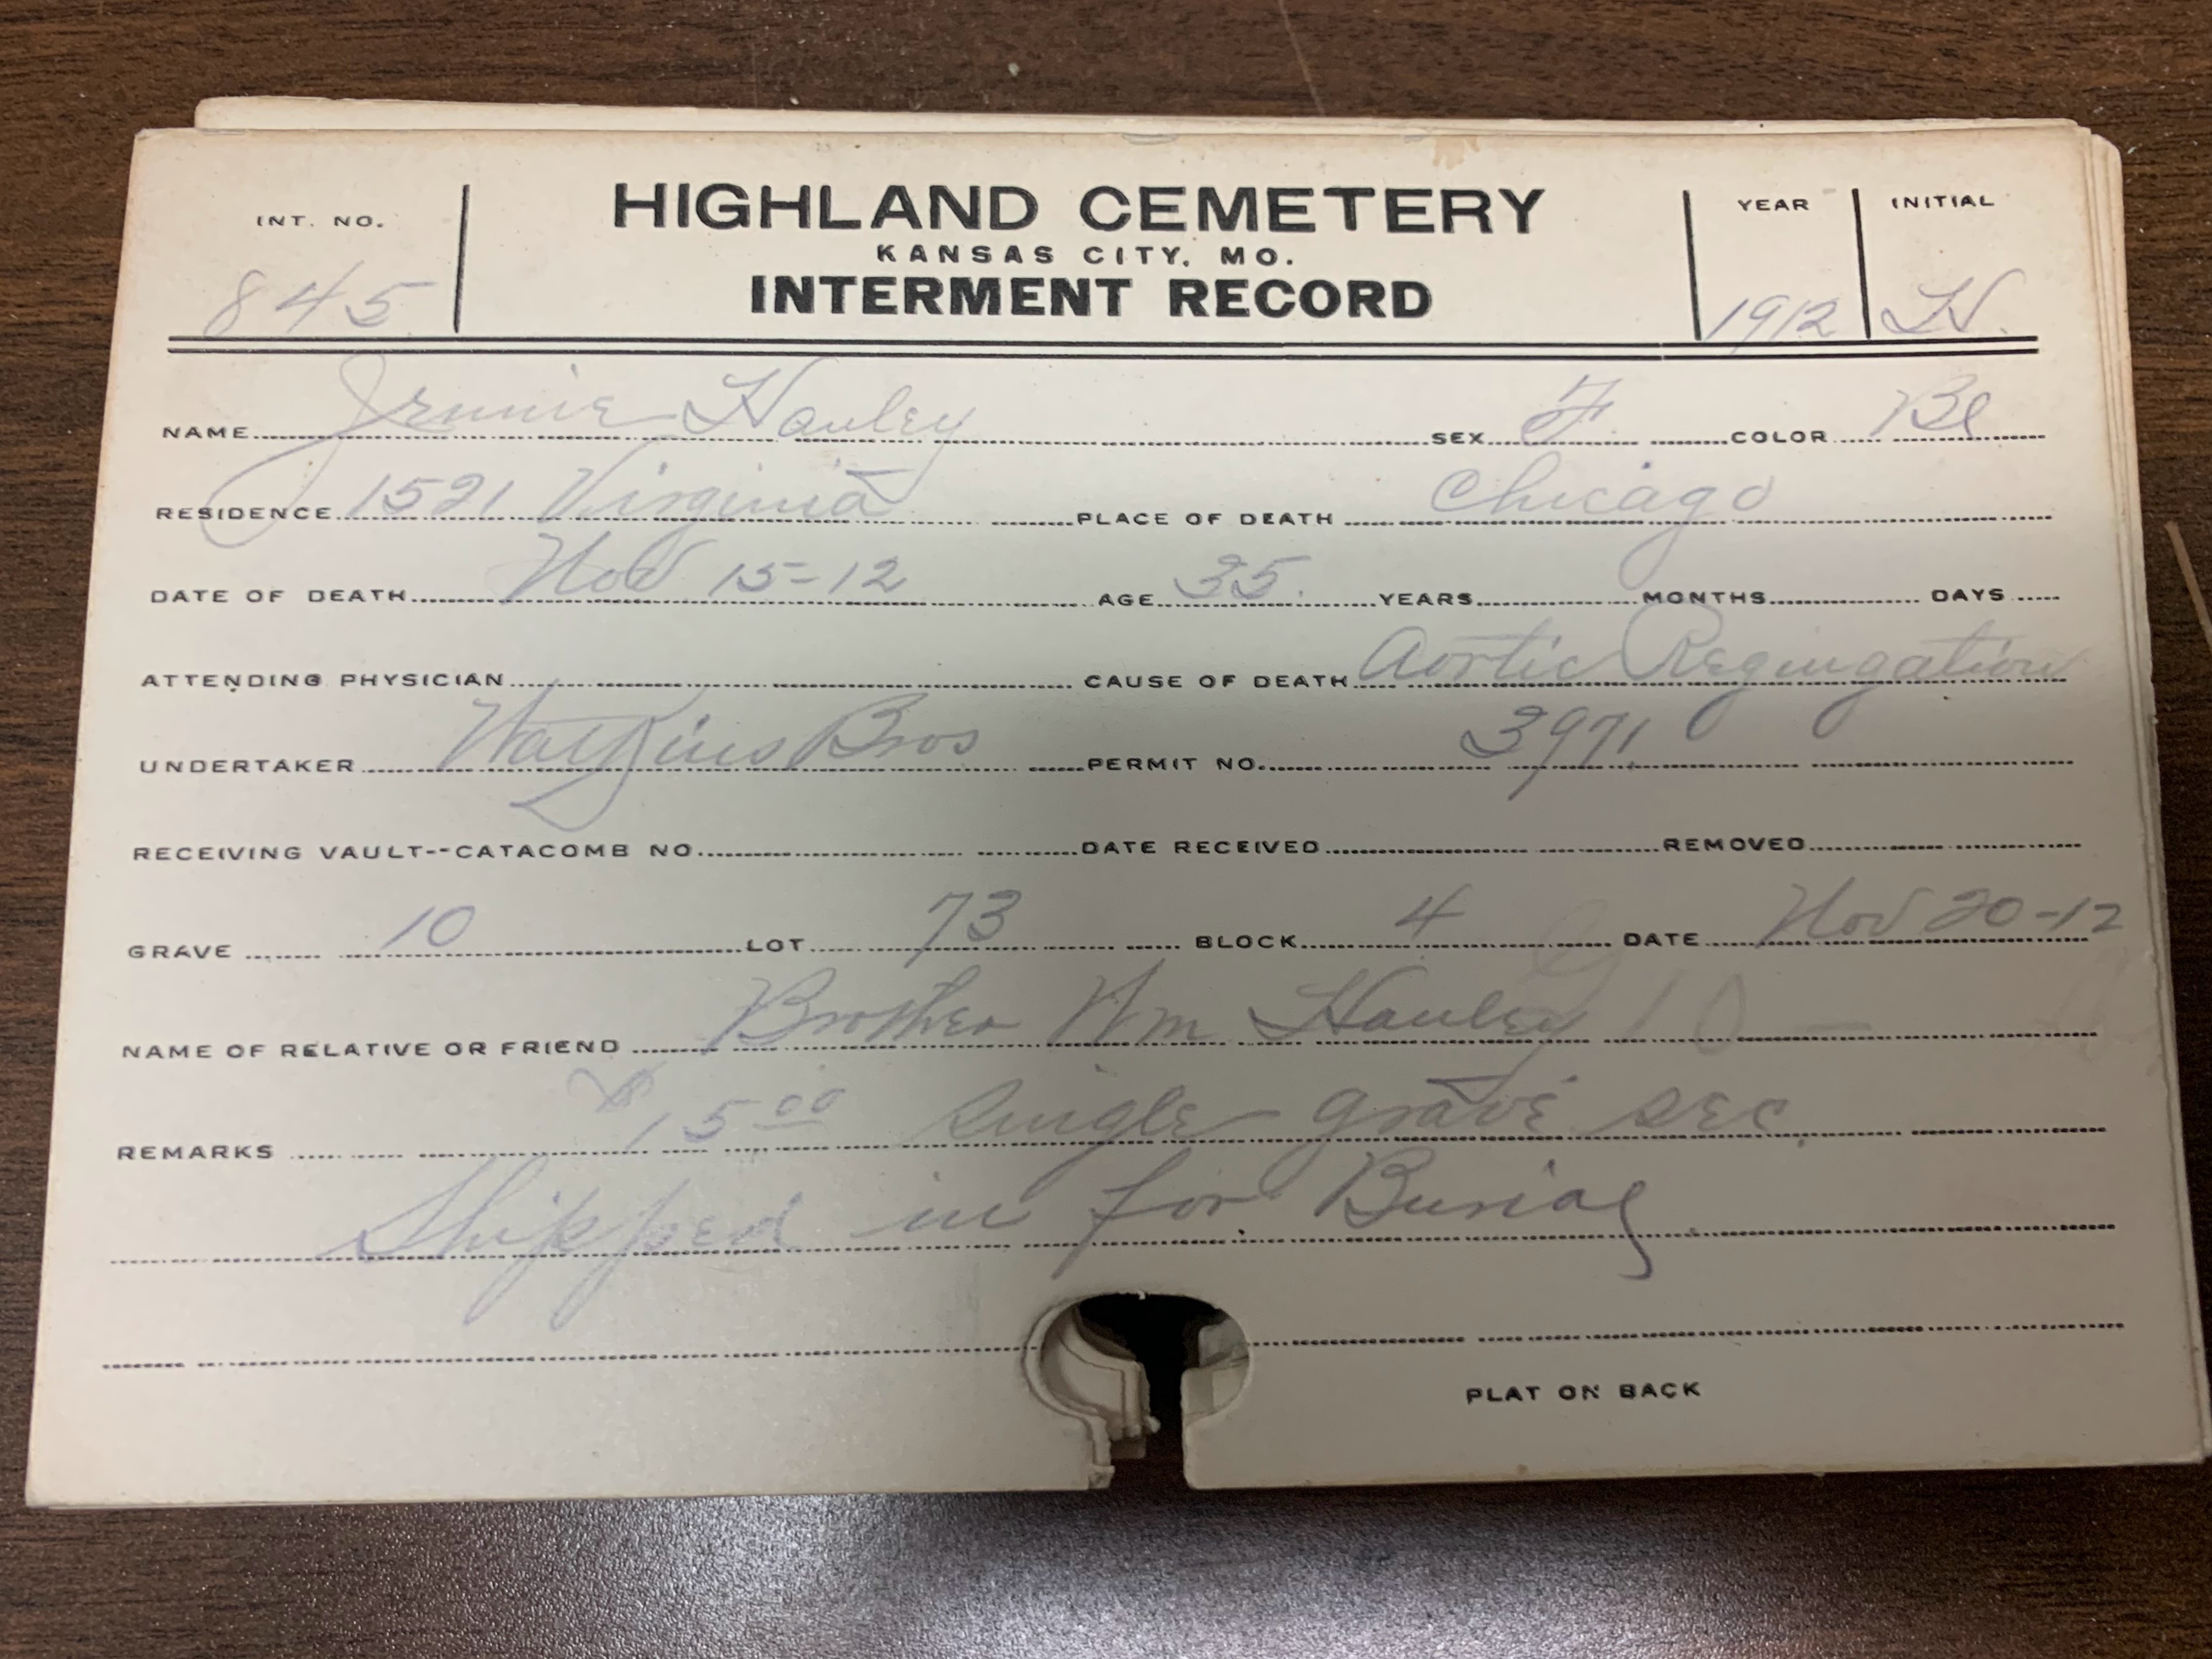 INT. NO. HIGHLAND CEMETERY YEAR INITIAL
KANSAS CITY, MO.
845 INTERMENT RECORD 1912 H.
NAME Jennie Hanley SEX F. COLOR Bl
RESIDENCE 1521 Virginia PLACE OF DEATH Chicago
DATE OF DEATH Nov 15-12 AGE 35. YEARS MONTHS DAYS
ATTENDING PHYSICIAN CAUSE OF DEATH Aortic Regurgation
UNDERTAKER Watkins Bros PERMIT NO. 3971
RECEIVING VAULT--CATACOMB NO. DATE RECEIVED REMOVED
GRAVE 10 LOT 73 BLOCK 4 DATE Nov 20-12
NAME OF RELATIVE OR FRIEND Brother Wm Hanley
REMARKS $15 00 Single Grave Sec.
Shipped in for Burial.
PLAT ON BACK